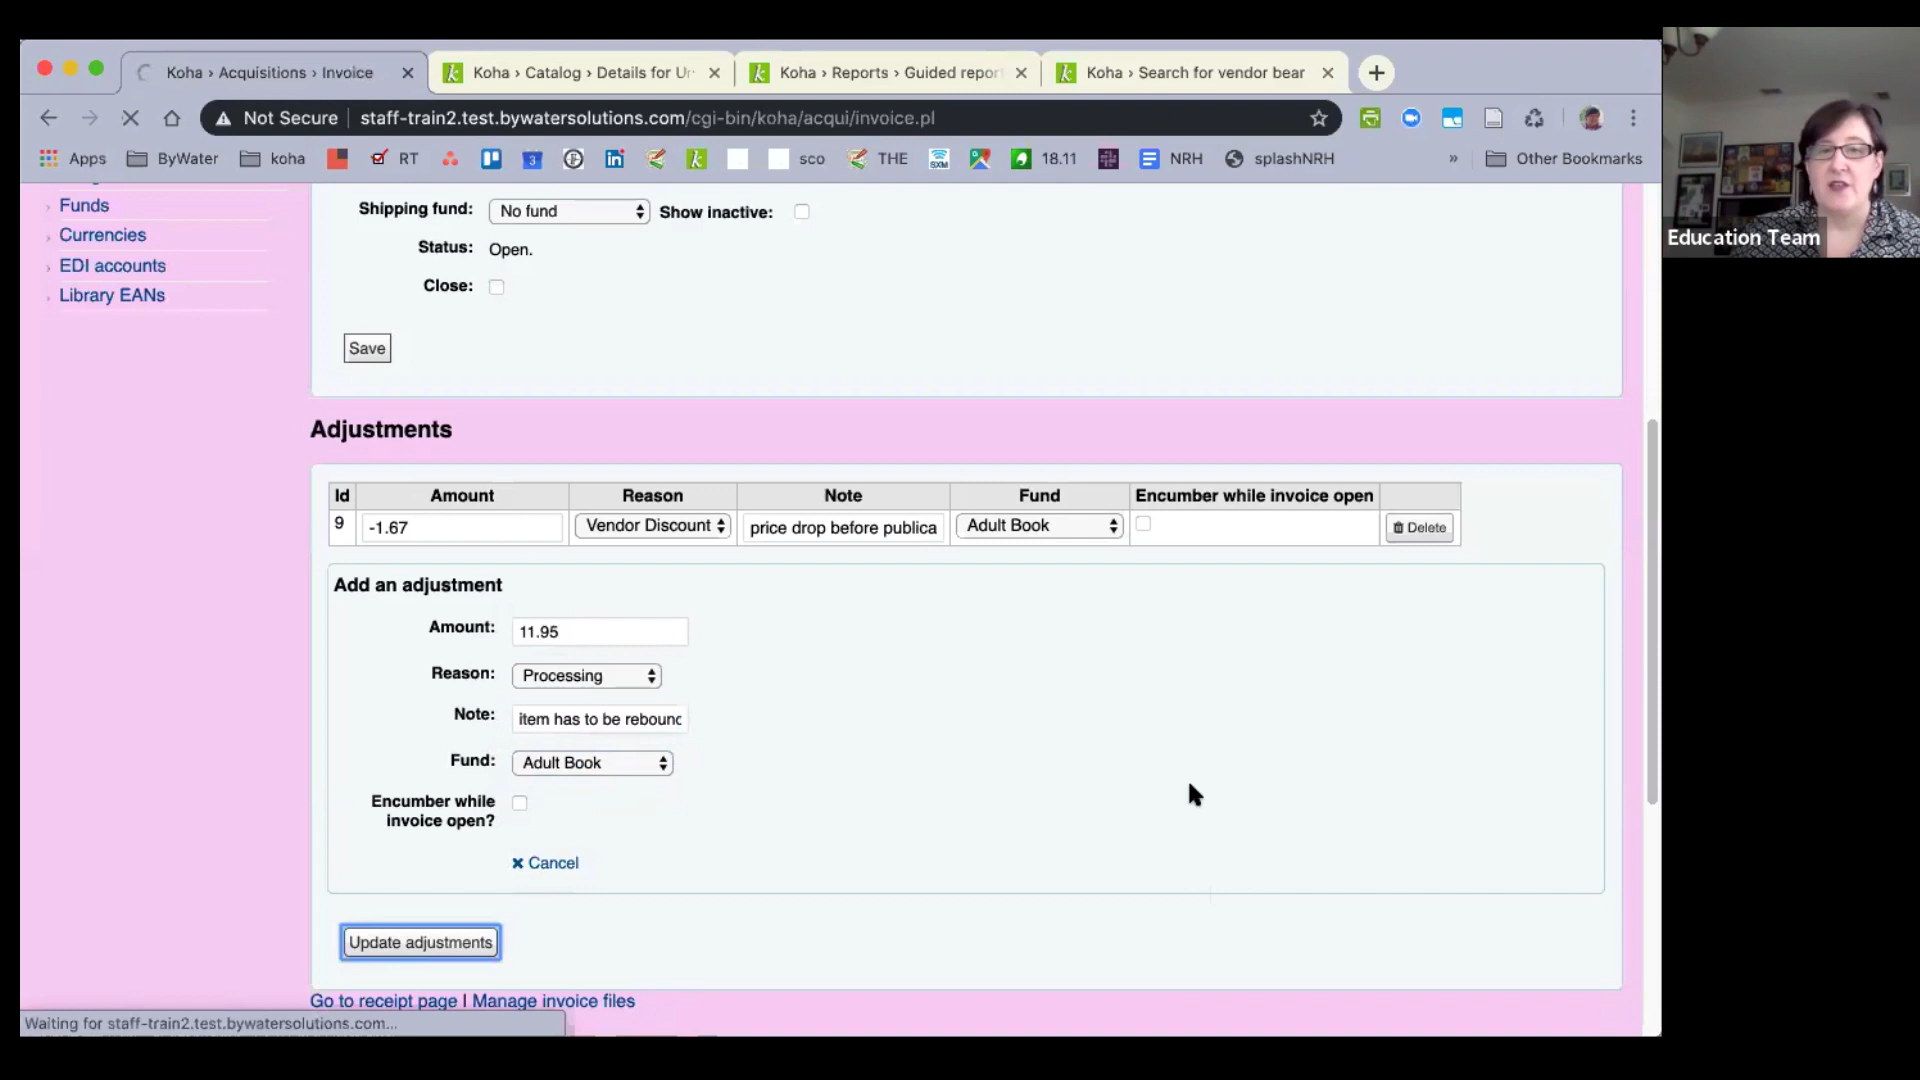 Koha › Acquisitions › Invoice
Koha › Catalog › Details for
Koha › Reports › Guided repor
Koha › Search for vendor bear
Not Secure
staff-train2.test.bywatersolutions.com/cgi-bin/koha/acqui/invoice.pl
Apps
ByWater
koha
RT
sco
THE
18.11
NRH
splashNRH
»
Other Bookmarks
Education Team
Funds
Currencies
EDI accounts
Library EANs
Shipping fund: No fund Show inactive:
Status: Open.
Close:
Save
Adjustments
Id Amount Reason Note Fund Encumber while invoice open
9 -1.67 Vendor Discount price drop before publica Adult Book Delete
Add an adjustment
Amount: 11.95
Reason: Processing
Note: item has to be rebound
Fund: Adult Book
Encumber while
invoice open?
Cancel
Update adjustments
Go to receipt page | Manage invoice files
Waiting for staff-train2.test.bywatersolutions.com...